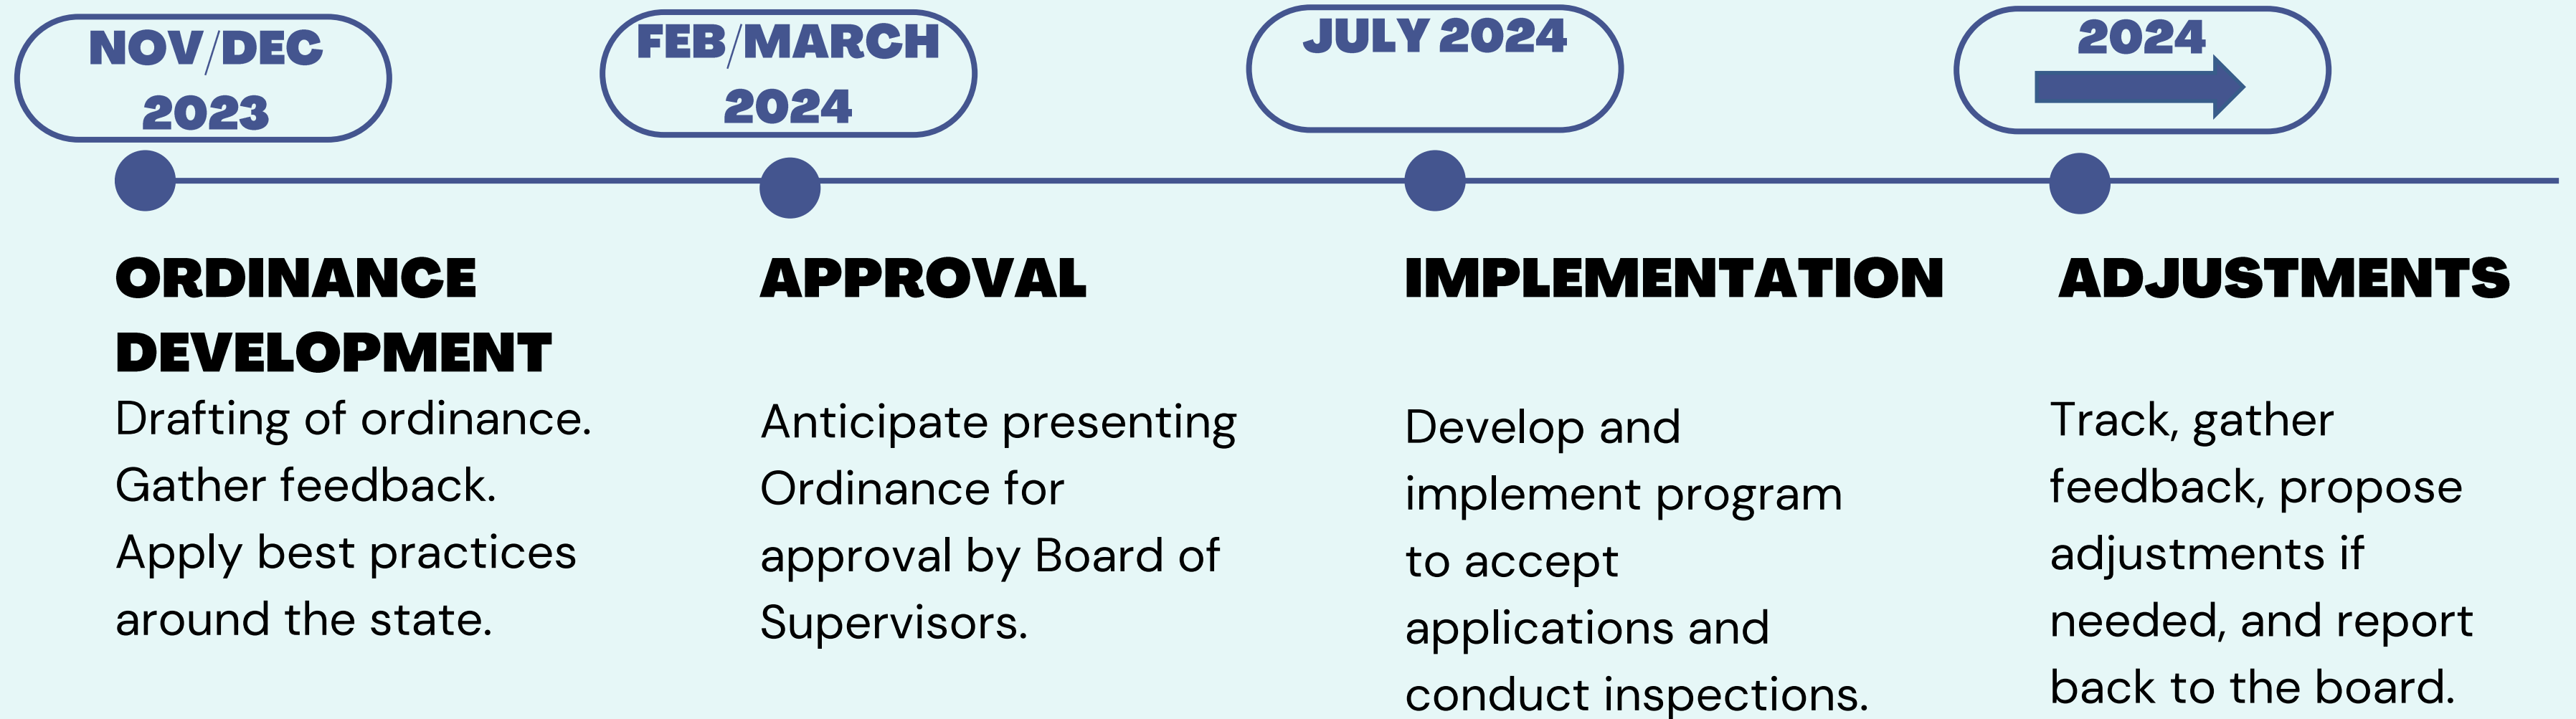 NOV/DEC
2023
FEB/MARCH
2024
JULY 2024
2024
ORDINANCE
DEVELOPMENT
Drafting of ordinance.
Gather feedback.
Apply best practices
around the state.
APPROVAL
Anticipate presenting
Ordinance for
approval by Board of
Supervisors.
IMPLEMENTATION
Develop and
implement program
to accept
applications and
conduct inspections.
ADJUSTMENTS
Track, gather
feedback, propose
adjustments if
needed, and report
back to the board.